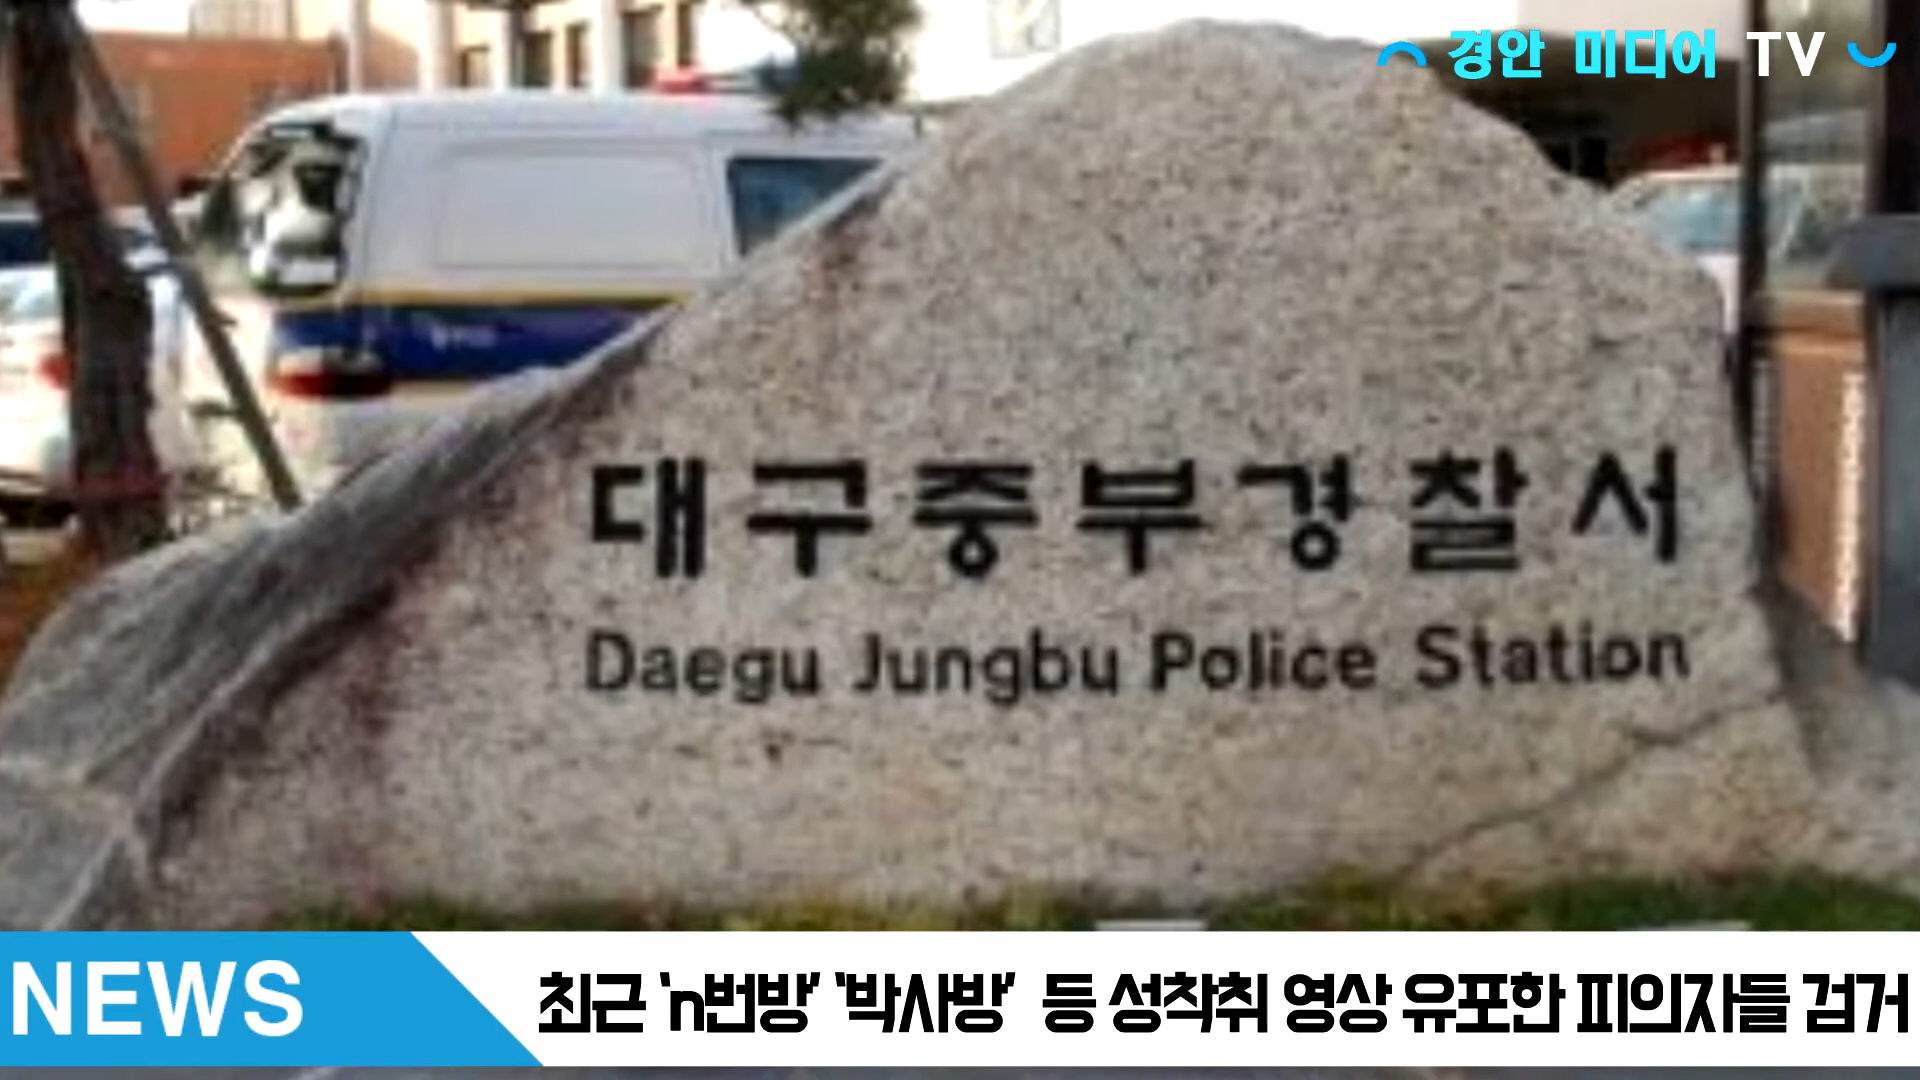 경안 미디어 TV
대구중부경찰서
Daegu Jungbu Police Station
NEWS
최근 'n번방' '박사방' 등 성착취 영상 유포한 피의자들 검거